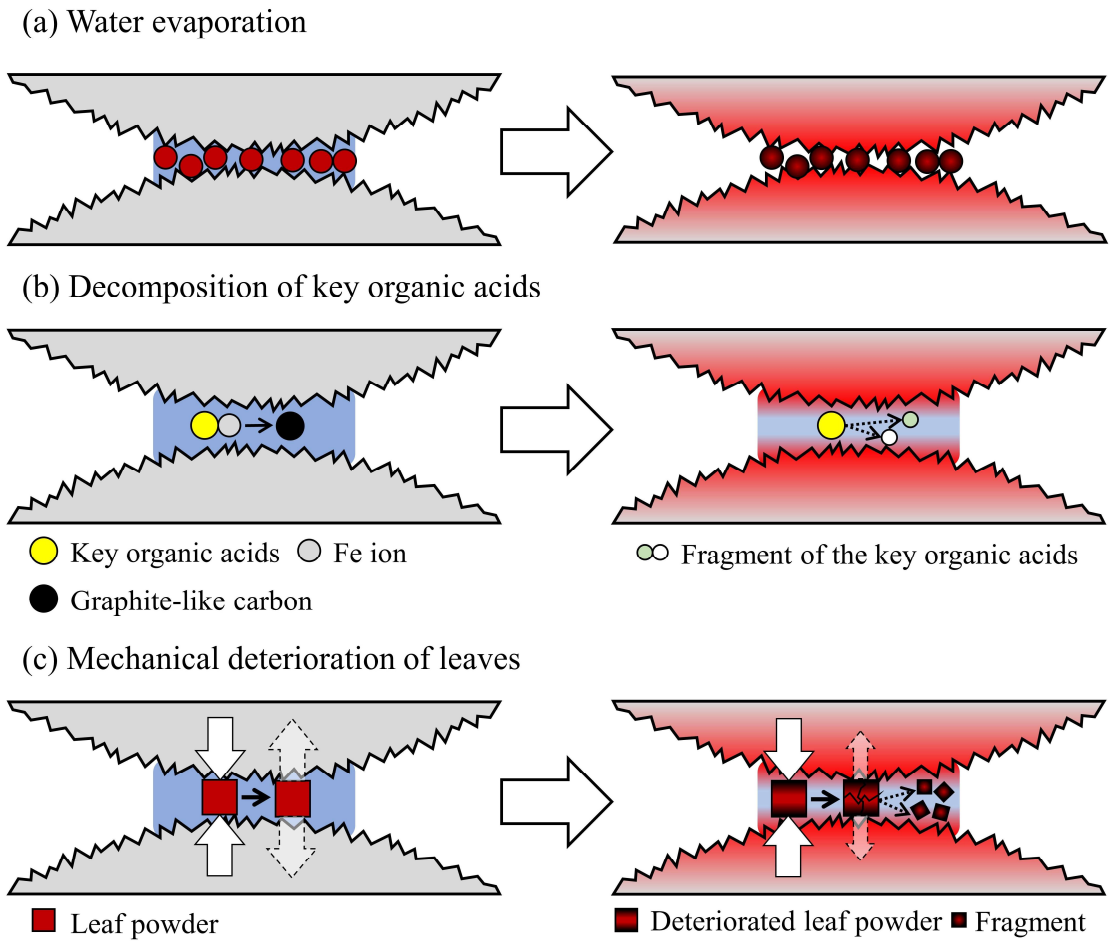 (a) Water evaporation
(b) Decomposition of key organic acids
Key organic acids
Fe ion
Graphite-like carbon
Fragment of the key organic acids
(c) Mechanical deterioration of leaves
Leaf powder
Deteriorated leaf powder
Fragment